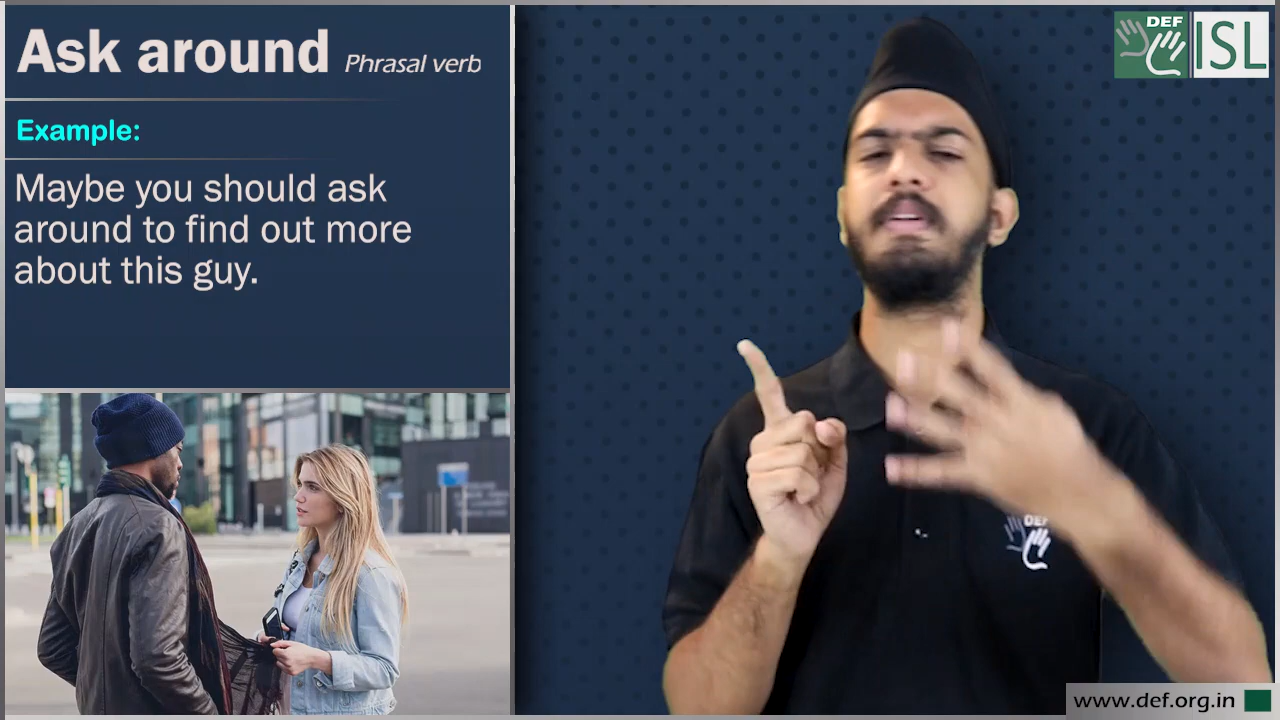 Ask around Phrasal verb
Example:
Maybe you should ask
around to find out more
about this guy.
DEF
ISL
DEF
www.def.org.in